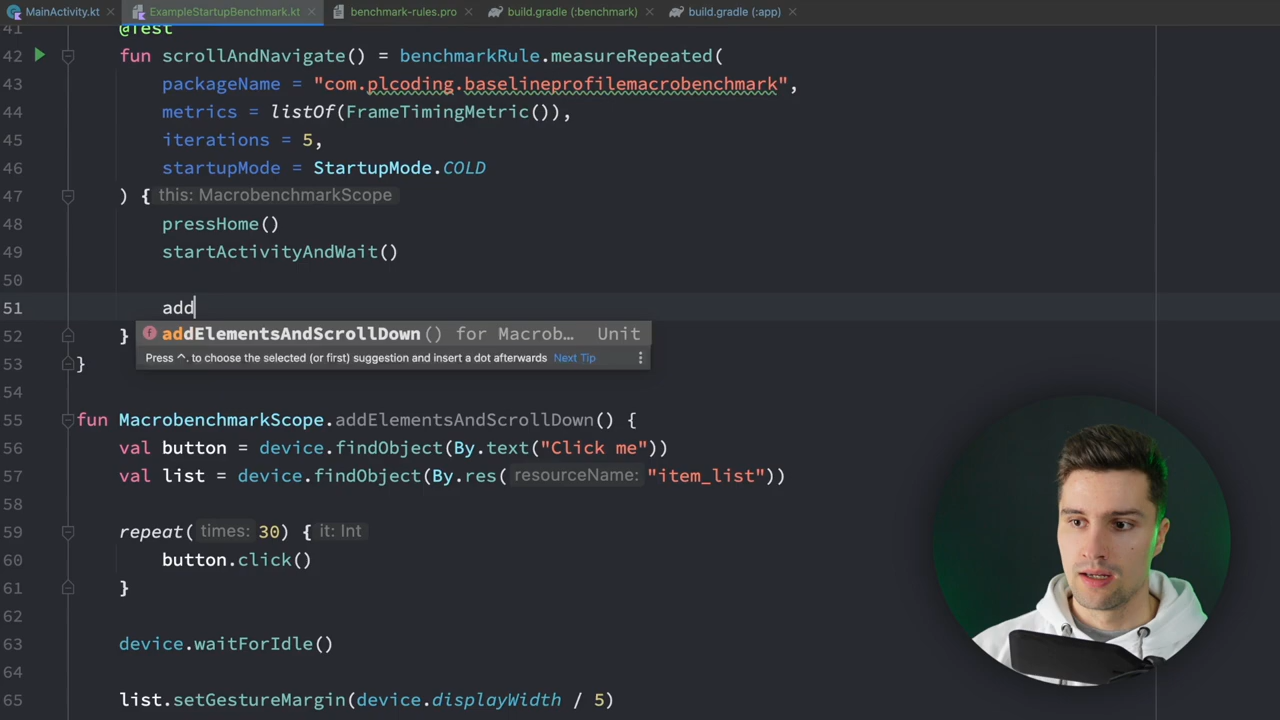 MainActivity.kt ExampleStartupBenchmark.kt benchmark-rules.pro build.gradle (:benchmark) build.gradle (:app)
41 @Test
42 fun scrollAndNavigate() = benchmarkRule.measureRepeated(
43 packageName = "com.plcoding.baselineprofilemacrobenchmark",
44 metrics = listOf(FrameTimingMetric()),
45 iterations = 5,
46 startupMode = StartupMode.COLD
47 ) { this: MacrobenchmarkScope
48 pressHome()
49 startActivityAndWait()
50
51 add
addElementsAndScrollDown() for Macrob... Unit
52 }
Press ^. to choose the selected (or first) suggestion and insert a dot afterwards Next Tip
53 }
54
55 fun MacrobenchmarkScope.addElementsAndScrollDown() {
56 val button = device.findObject(By.text("Click me"))
57 val list = device.findObject(By.res( resourceName: "item_list"))
58
59 repeat( times: 30) { it: Int
60 button.click()
61 }
62
63 device.waitForIdle()
64
65 list.setGestureMargin(device.displayWidth / 5)